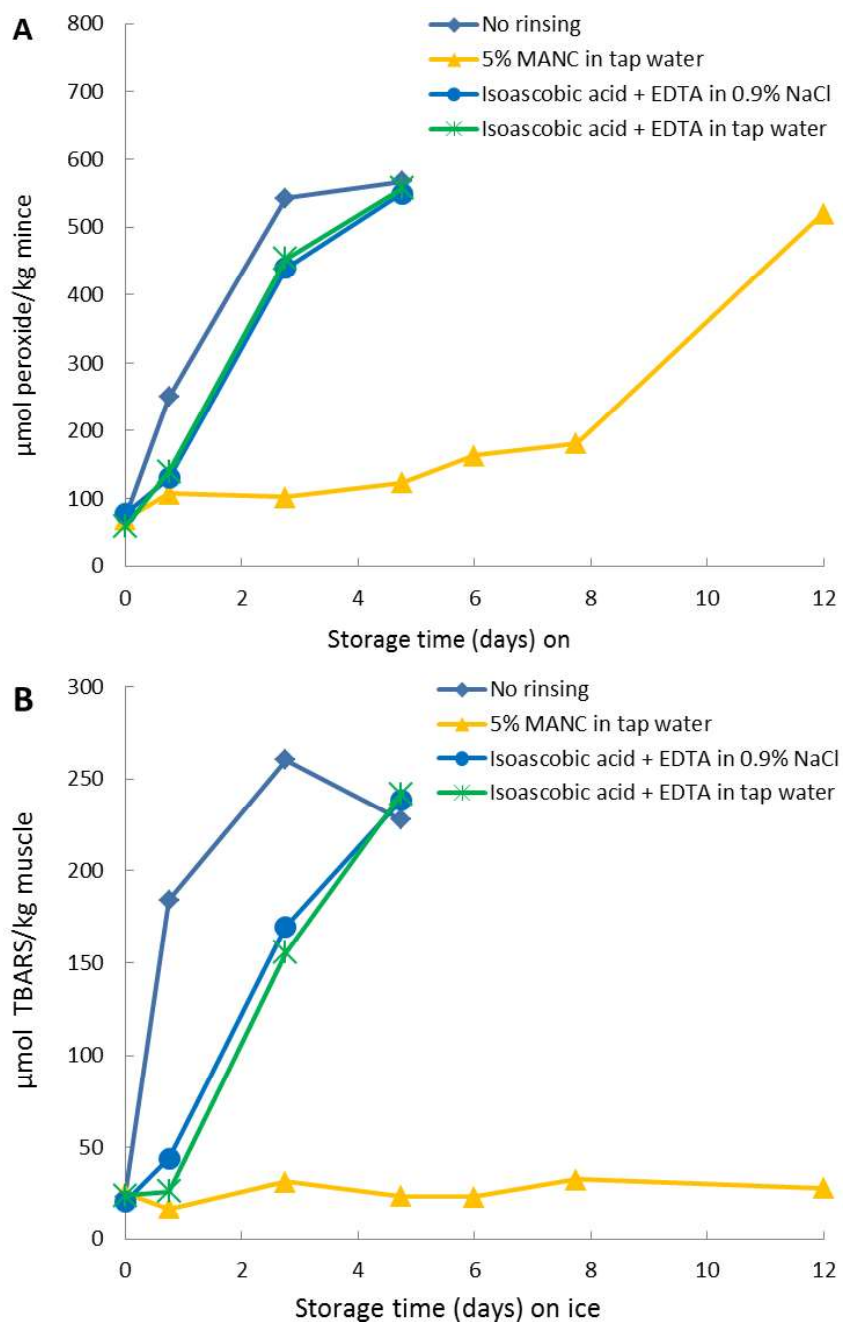 A
No rinsing
5% MANC in tap water
Isoascobic acid + EDTA in 0.9% NaCl
Isoascobic acid + EDTA in tap water
800
700
600
500
400
300
200
100
0
µmol peroxide/kg mince
0 2 4 6 8 10 12
Storage time (days) on
B
No rinsing
5% MANC in tap water
Isoascobic acid + EDTA in 0.9% NaCl
Isoascobic acid + EDTA in tap water
300
250
200
150
100
50
0
µmol TBARS/kg muscle
0 2 4 6 8 10 12
Storage time (days) on ice